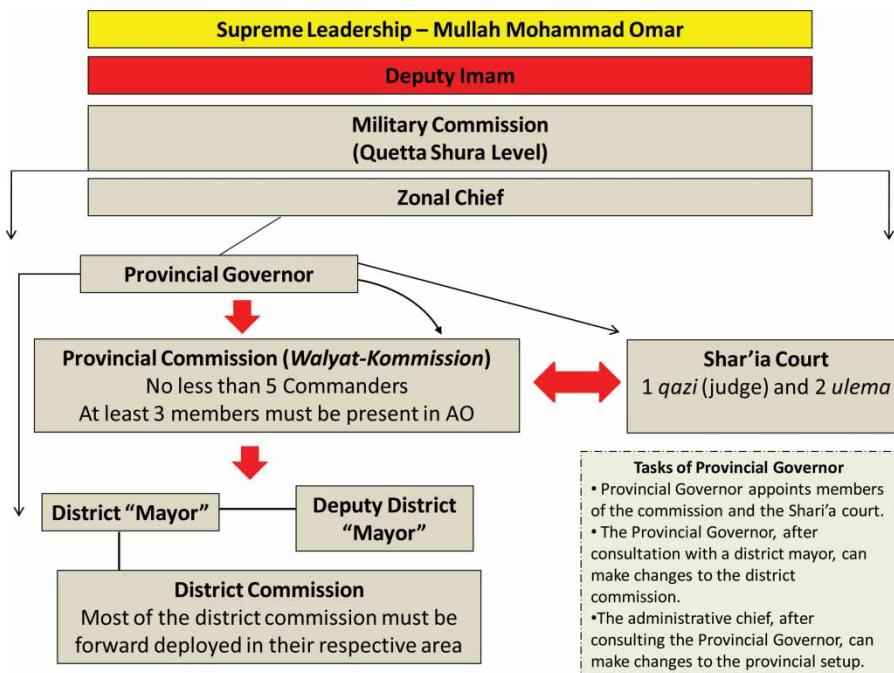 Supreme Leadership – Mullah Mohammad Omar
Deputy Imam
Military Commission
(Quetta Shura Level)
Zonal Chief
Provincial Governor
Provincial Commission (Walyat-Kommission)
No less than 5 Commanders
At least 3 members must be present in AO
Shar’ia Court
1 qazi (judge) and 2 ulema
District “Mayor”
Deputy District
“Mayor”
District Commission
Most of the district commission must be
forward deployed in their respective area
Tasks of Provincial Governor
• Provincial Governor appoints members
of the commission and the Shari’a court.
• The Provincial Governor, after
consultation with a district mayor, can
make changes to the district
commission.
• The administrative chief, after
consulting the Provincial Governor, can
make changes to the provincial setup.